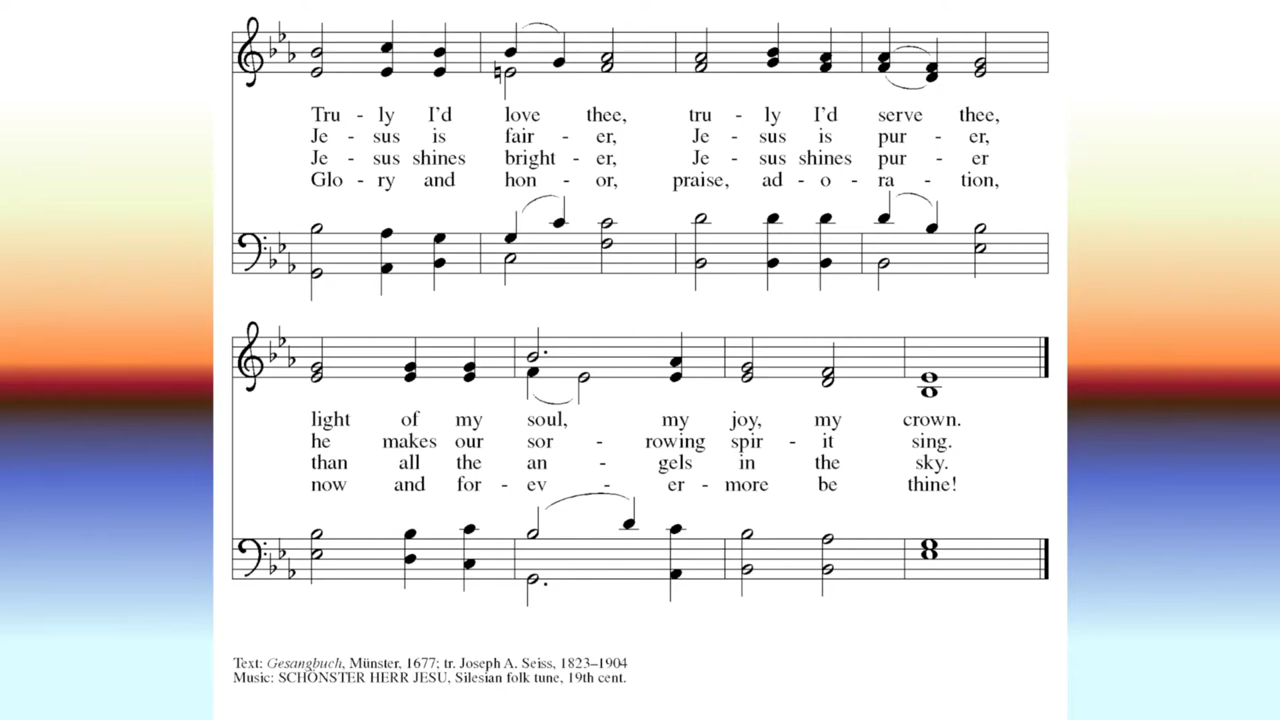 Tru - ly I'd love thee, tru - ly I'd serve thee,
Je - sus is fair - er, Je - sus is pur - er,
Je - sus shines bright - er, Je - sus shines pur - er
Glo - ry and hon - or, praise, ad - o - ra - tion,
light of my soul, my joy, my crown.
he makes our sor - rowing spir - it sing.
than all the an - gels in the sky.
now and for - ev - er - more be thine!
Text: Gesangbuch, Münster, 1677; tr. Joseph A. Seiss, 1823–1904
Music: SCHÖNSTER HERR JESU, Silesian folk tune, 19th cent.